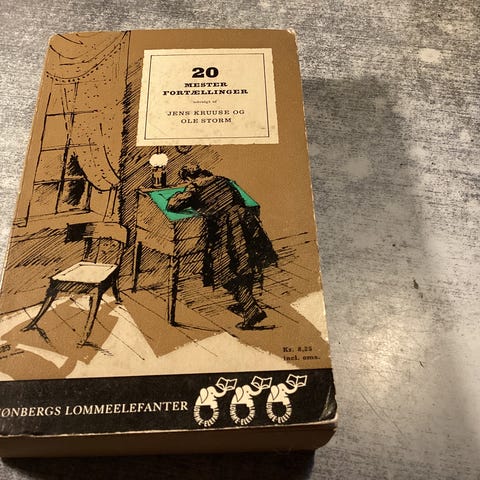 20
MESTER
FORTÆLLINGER
udvalgt af
JENS KRUUSE OG
OLE STORM
Kr. 8,25
incl. oms.
ØNBERGS LOMMEELEFANTER